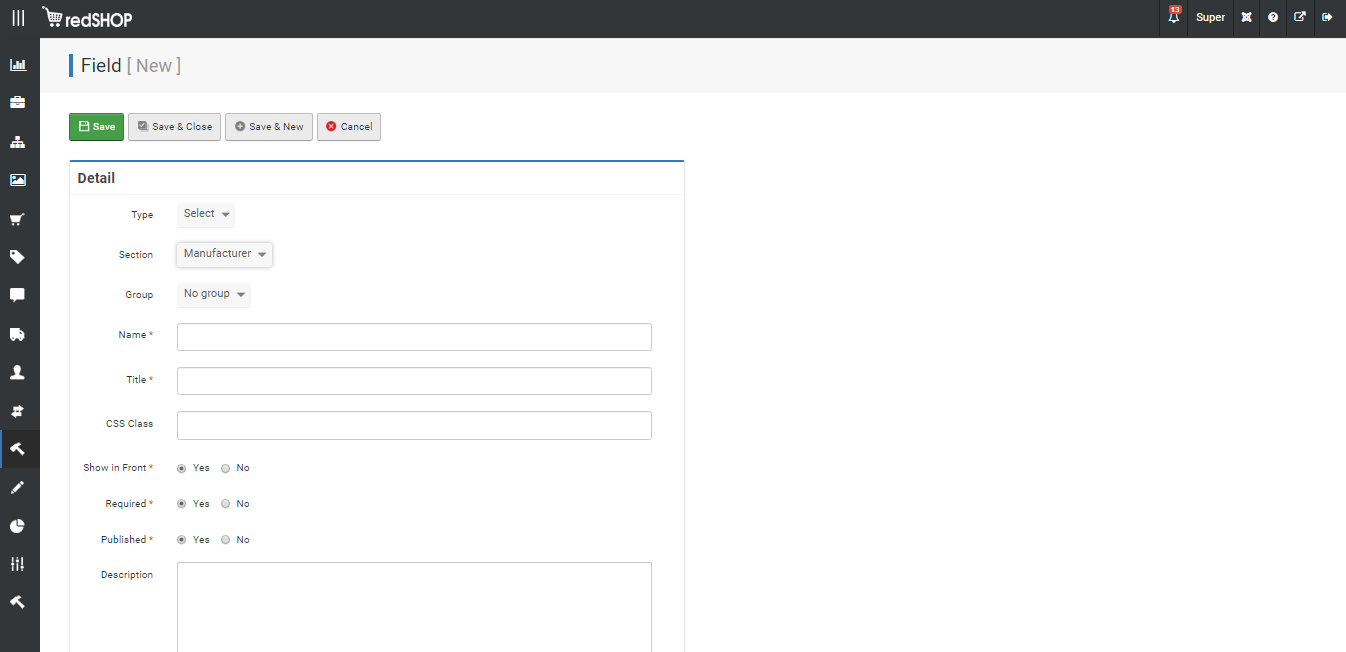 redSHOP
13
Super
Field [ New ]
Save
Save & Close
Save & New
Cancel
Detail
Type Select
Section Manufacturer
Group No group
Name *
Title *
CSS Class
Show in Front * Yes No
Required * Yes No
Published * Yes No
Description